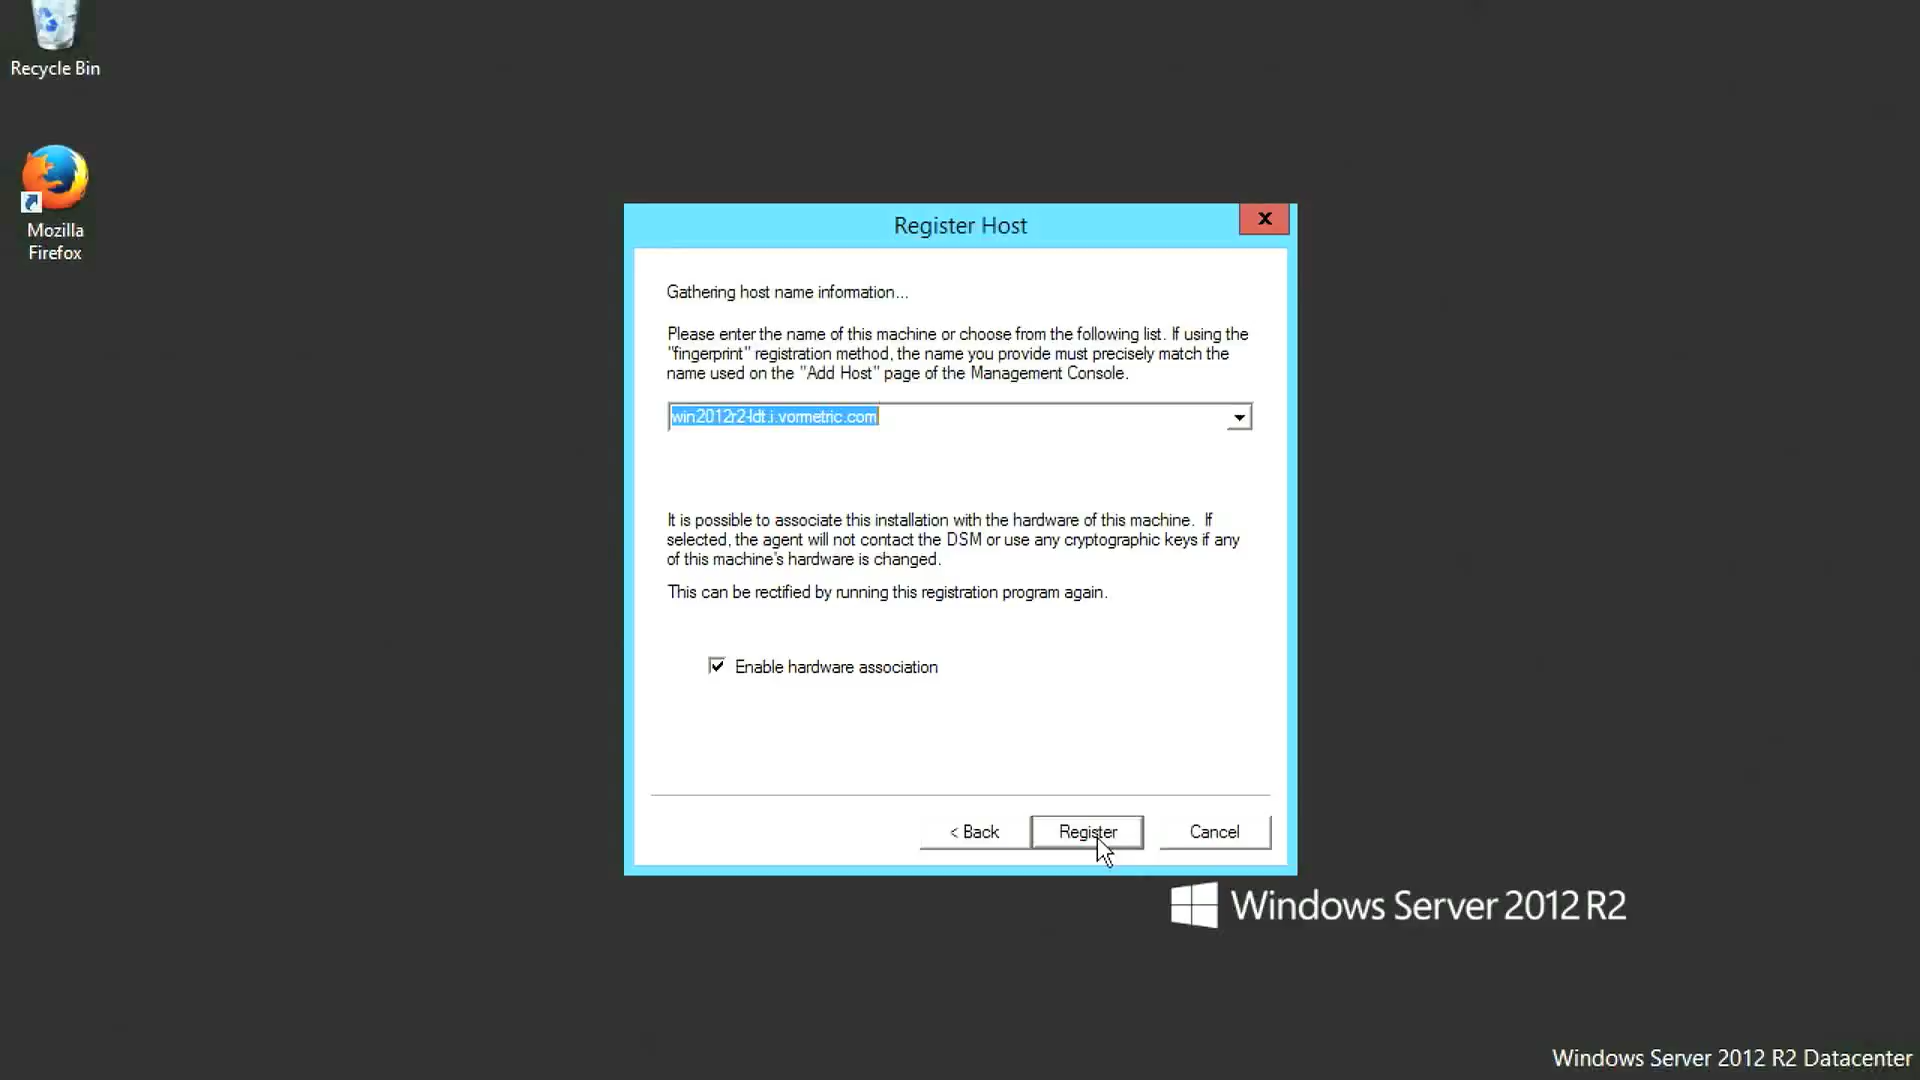 Recycle Bin
Mozilla
Firefox
Register Host
x
Gathering host name information...
Please enter the name of this machine or choose from the following list. If using the
"fingerprint" registration method, the name you provide must precisely match the
name used on the "Add Host" page of the Management Console.
win2012r2-ldt.i.vormetric.com
It is possible to associate this installation with the hardware of this machine. If
selected, the agent will not contact the DSM or use any cryptographic keys if any
of this machine's hardware is changed.
This can be rectified by running this registration program again.
Enable hardware association
< Back
Register
Cancel
Windows Server 2012 R2
Windows Server 2012 R2 Datacenter